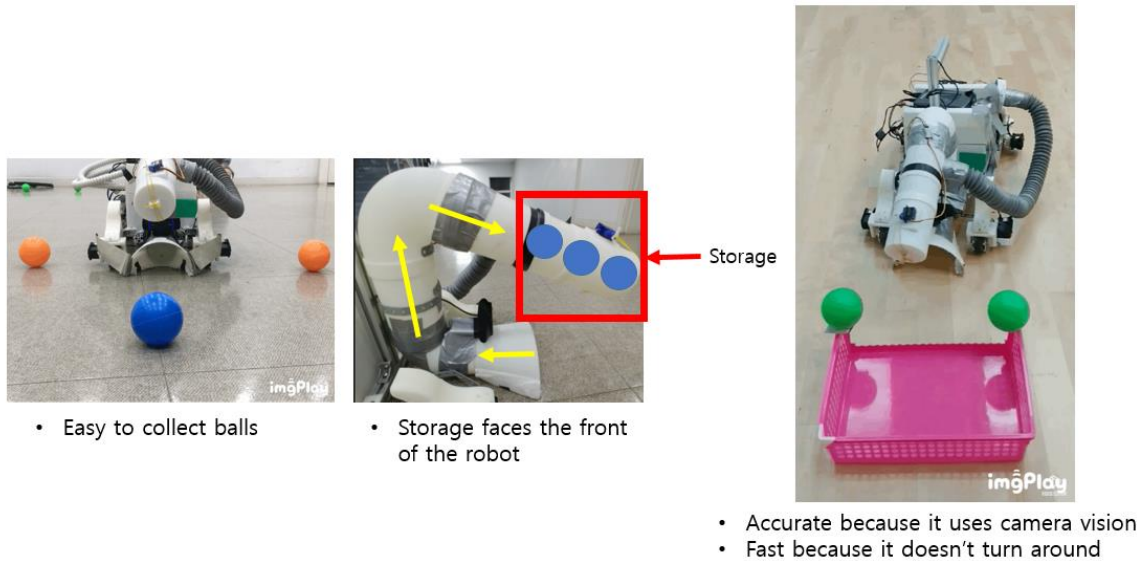 imgPlay
• Easy to collect balls
• Storage faces the front
of the robot
Storage
imgPlay
• Accurate because it uses camera vision
• Fast because it doesn't turn around